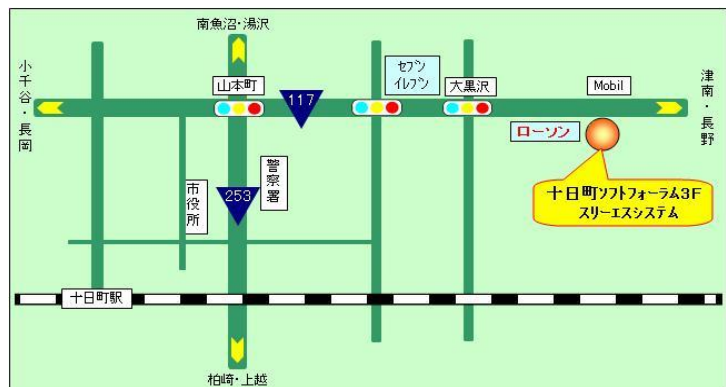 南魚沼・湯沢
小千谷・長岡
山本町
セブン
イレブン
大黒沢
Mobil
津南・長野
117
ローソン
253
警察署
市役所
十日町ソフトフォーラム3F
スリーエスシステム
十日町駅
柏崎・上越